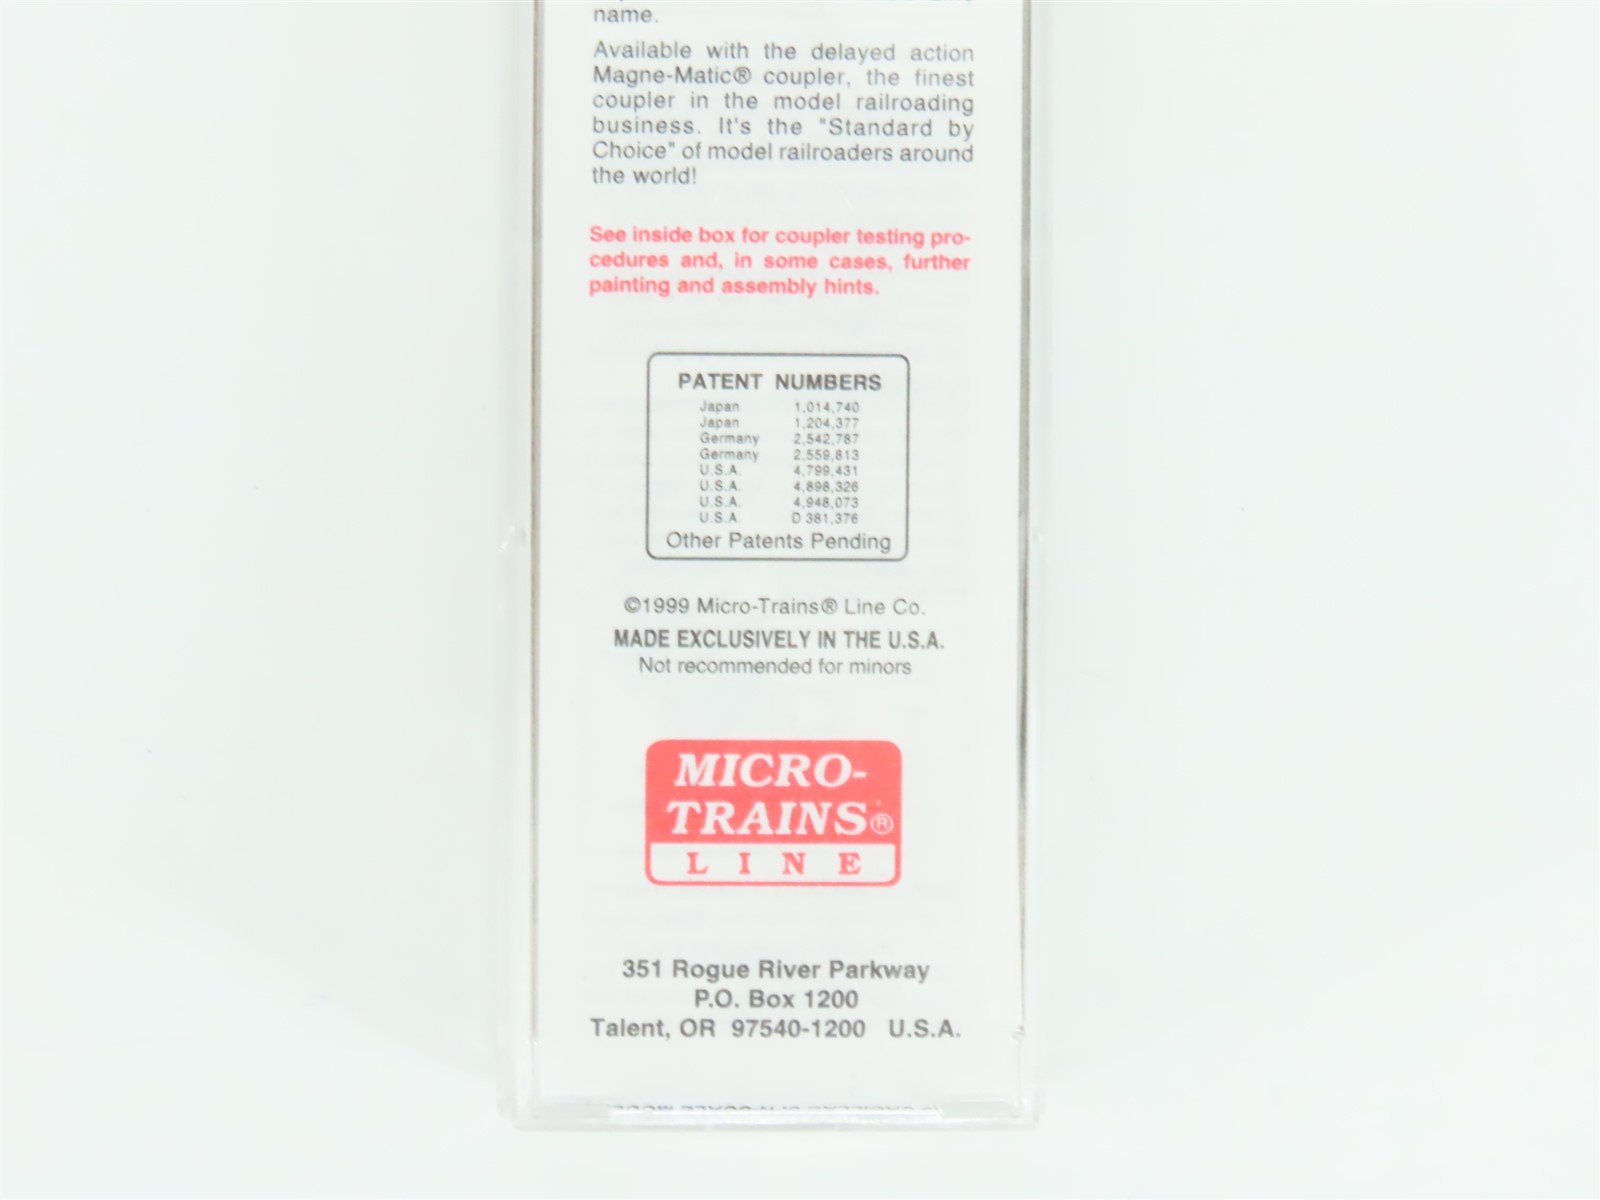 name.
Available with the delayed action
Magne-Matic® coupler, the finest
coupler in the model railroading
business. It's the "Standard by
Choice" of model railroaders around
the world!
See inside box for coupler testing pro-
cedures and, in some cases, further
painting and assembly hints.
PATENT NUMBERS
Japan 1,014,740
Japan 1,204,377
Germany 2,542,787
Germany 2,559,813
U.S.A. 4,799,431
U.S.A. 4,898,326
U.S.A. 4,948,073
U.S.A. D 381,376
Other Patents Pending
©1999 Micro-Trains® Line Co.
MADE EXCLUSIVELY IN THE U.S.A.
Not recommended for minors
MICRO-
TRAINS®
LINE
351 Rogue River Parkway
P.O. Box 1200
Talent, OR 97540-1200 U.S.A.